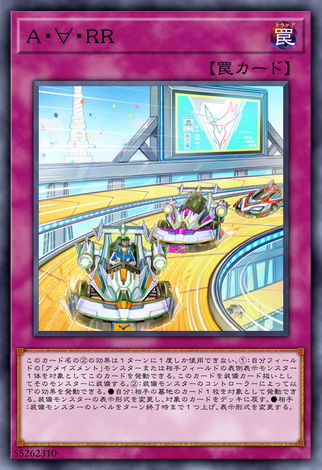 A・∀・RR
トラップ
罠
【罠カード】
このカード名の②の効果は1ターンに1度しか使用できない。①:自分フィール
ドの「アメイズメント」モンスターまたは相手フィールドの表側表示モンスター
1体を対象としてこのカードを発動できる。このカードを装備カード扱いとし
てそのモンスターに装備する。②:装備モンスターのコントローラーによって以
下の効果を発動できる。●自分:相手の墓地のカード1枚を対象として発動でき
る。装備モンスターの表示形式を変更し、対象のカードをデッキに戻す。●相手
:装備モンスターのレベルをターン終了時まで1つ上げ、表示形式を変更する。
55262310